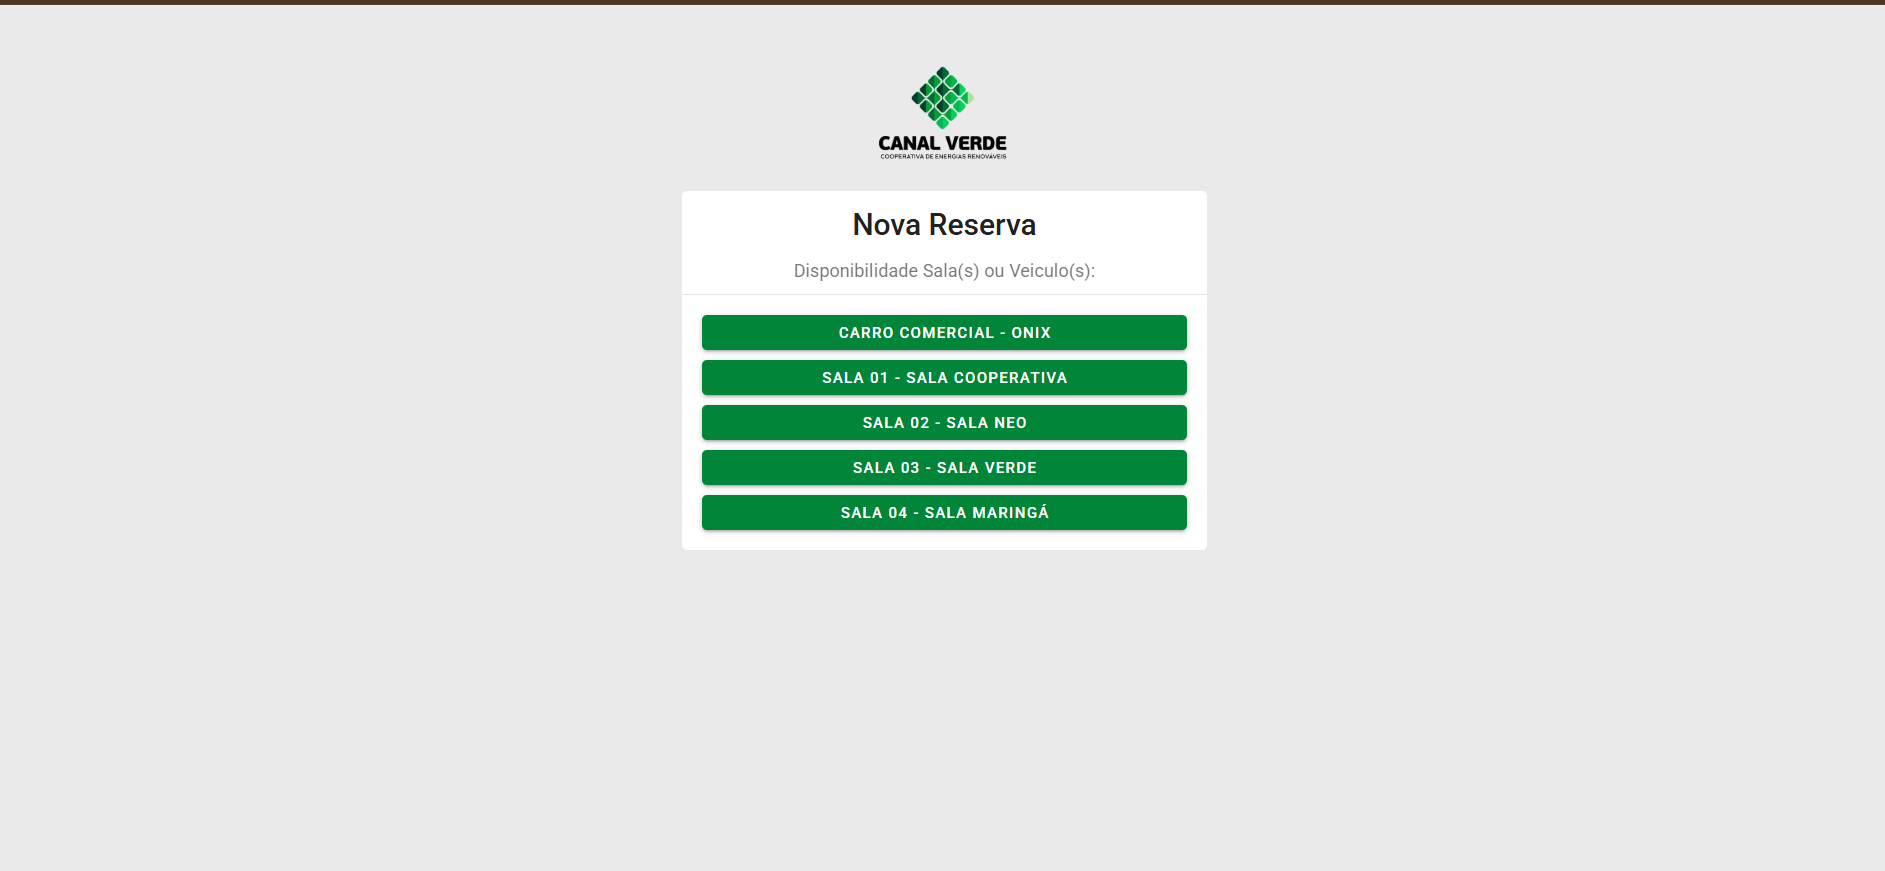 CANAL VERDE
COOPERATIVA DE ENERGIAS RENOVÁVEIS
Nova Reserva
Disponibilidade Sala(s) ou Veiculo(s):
CARRO COMERCIAL - ONIX
SALA 01 - SALA COOPERATIVA
SALA 02 - SALA NEO
SALA 03 - SALA VERDE
SALA 04 - SALA MARINGÁ